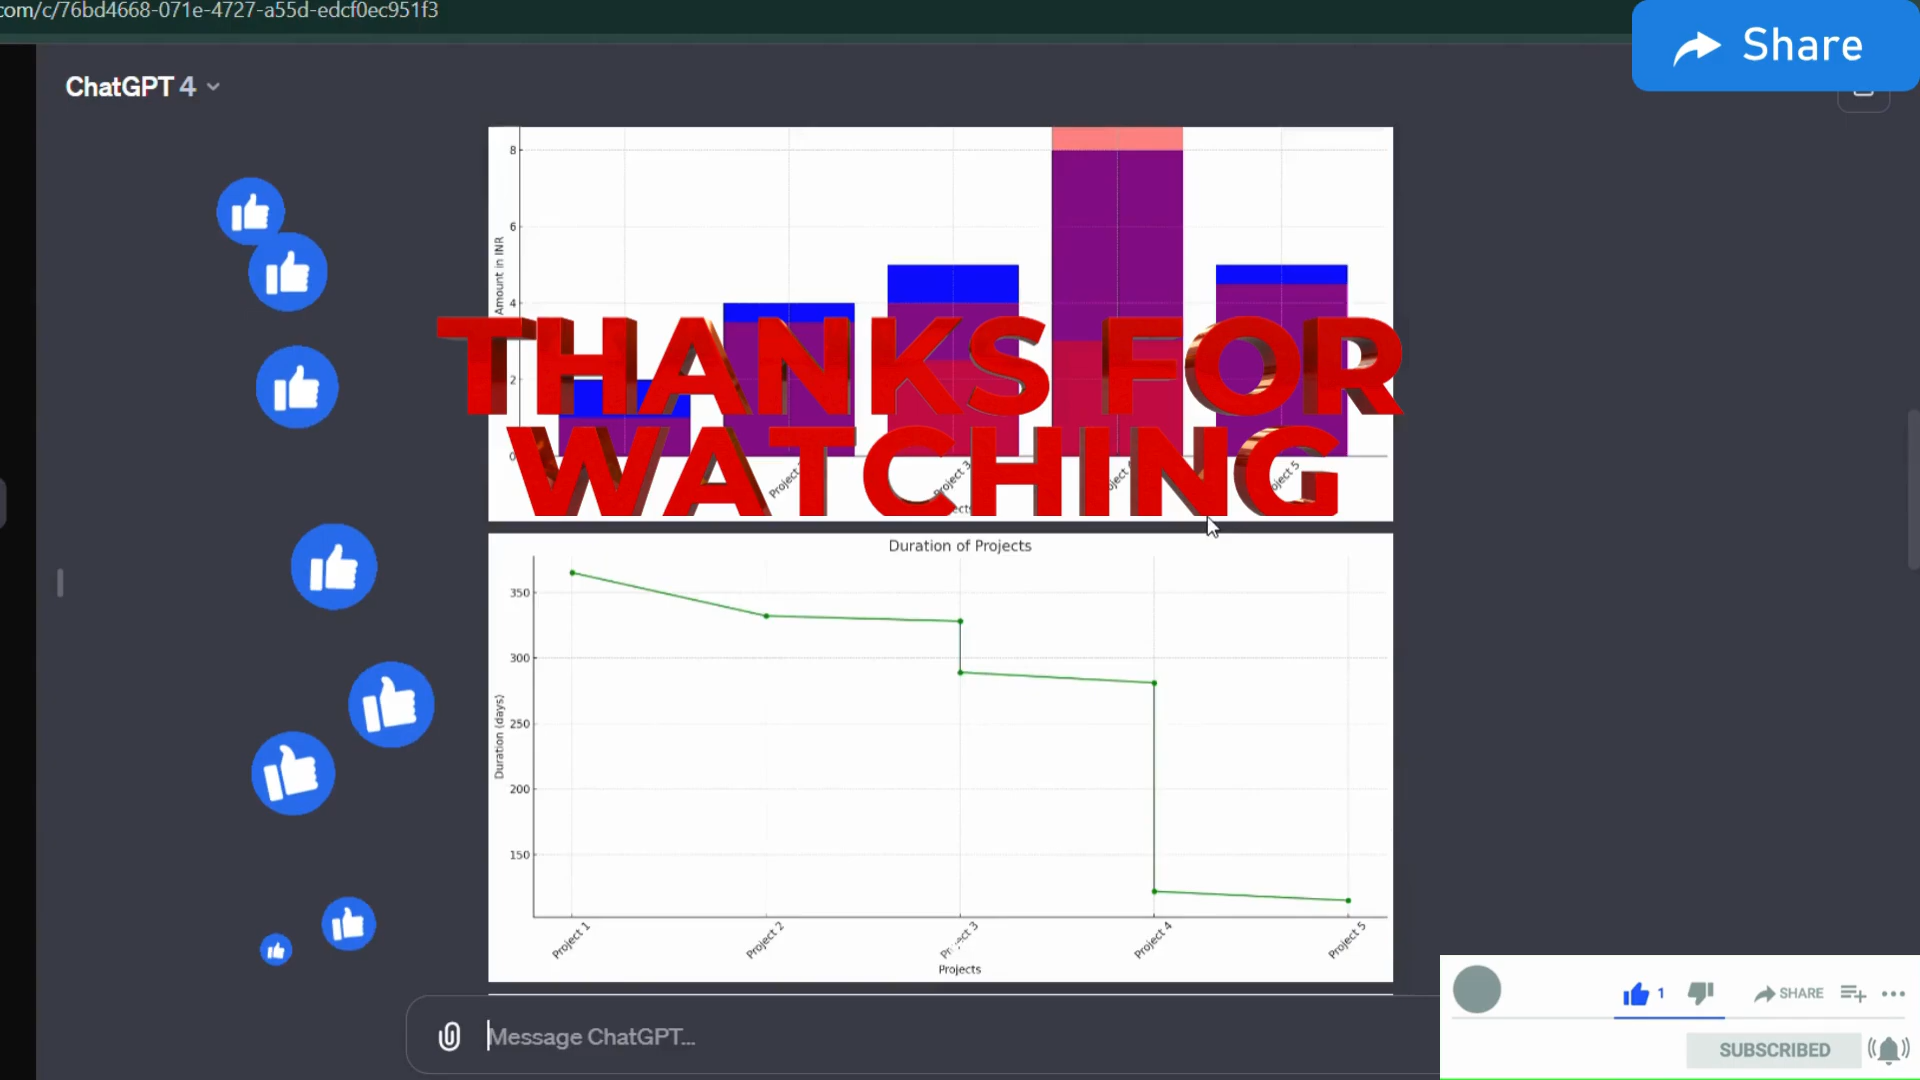 com/c/76bd4668-071e-4727-a55d-edcf0ec951f3
Share
ChatGPT 4
8
6
4
2
0
Amount in INR
THANKS FOR
WATCHING
Project 3
Duration of Projects
350
300
250
200
150
Duration (days)
Project 1
Project 2
Project 4
Project 5
Projects
Message ChatGPT...
1
SHARE
SUBSCRIBED